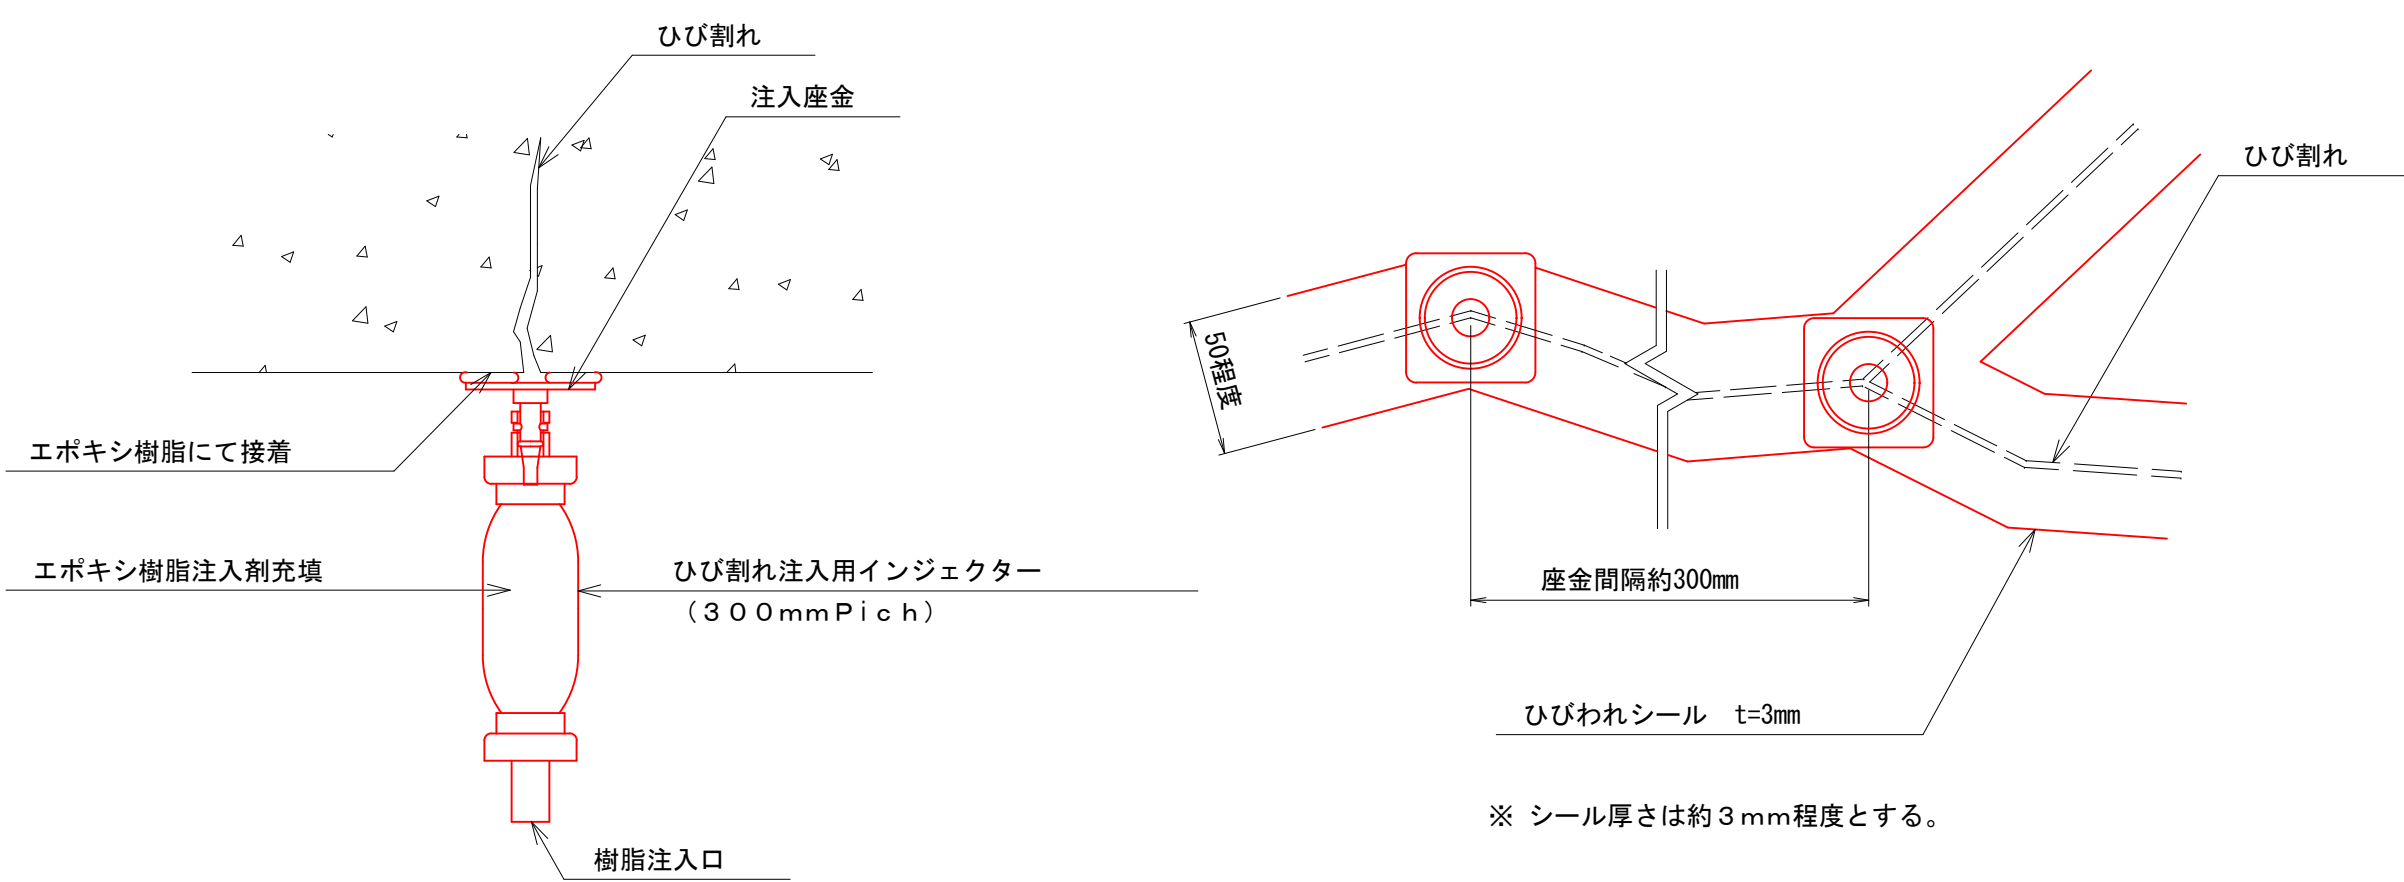 ひび割れ
注入座金
エポキシ樹脂にて接着
エポキシ樹脂注入剤充填
ひび割れ注入用インジェクター
(３００ｍｍＰｉｃｈ)
樹脂注入口
ひび割れ
50程度
座金間隔約300mm
ひびわれシール　t=3mm
※ シール厚さは約３ｍｍ程度とする。